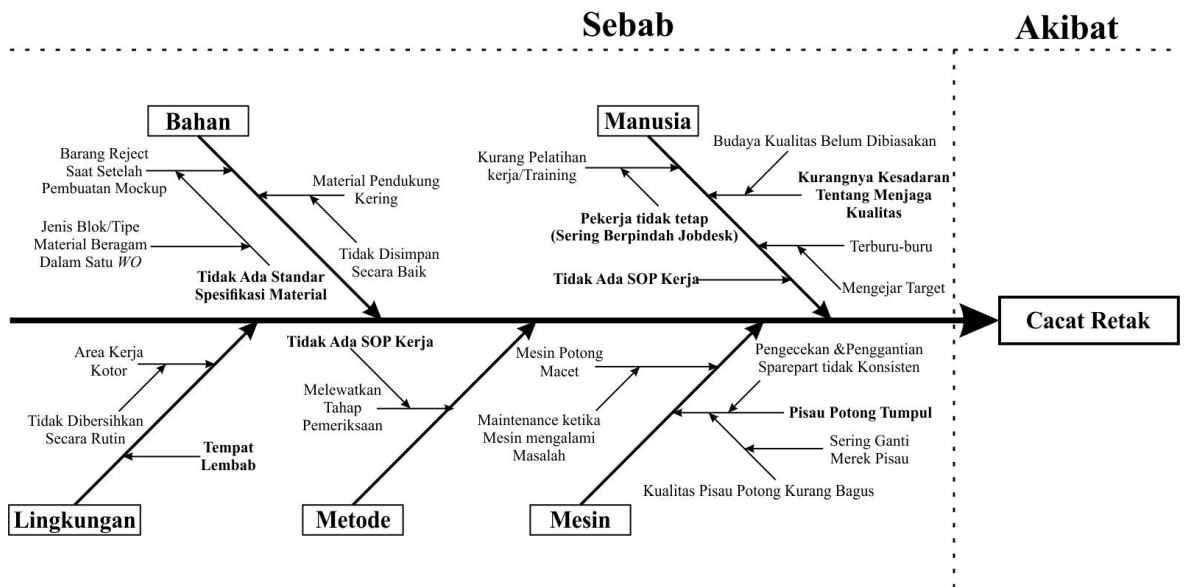 Sebab
Akibat
Bahan
Barang Reject
Saat Setelah
Pembuatan Mockup
Material Pendukung
Kering
Jenis Blok/Tipe
Material Beragam
Dalam Satu WO
Tidak Disimpan
Secara Baik
Tidak Ada Standar
Spesifikasi Material
Manusia
Kurang Pelatihan
kerja/Training
Budaya Kualitas Belum Dibiasakan
Kurangnya Kesadaran
Tentang Menjaga
Kualitas
Pekerja tidak tetap
(Sering Berpindah Jobdesk)
Terburu-buru
Tidak Ada SOP Kerja
Mengejar Target
Cacat Retak
Area Kerja
Kotor
Tidak Dibersihkan
Secara Rutin
Tempat
Lembab
Lingkungan
Tidak Ada SOP Kerja
Melewatkan
Tahap
Pemeriksaan
Metode
Mesin Potong
Macet
Pengecekan &Penggantian
Sparepart tidak Konsisten
Maintenance ketika
Mesin mengalami
Masalah
Pisau Potong Tumpul
Sering Ganti
Merek Pisau
Kualitas Pisau Potong Kurang Bagus
Mesin